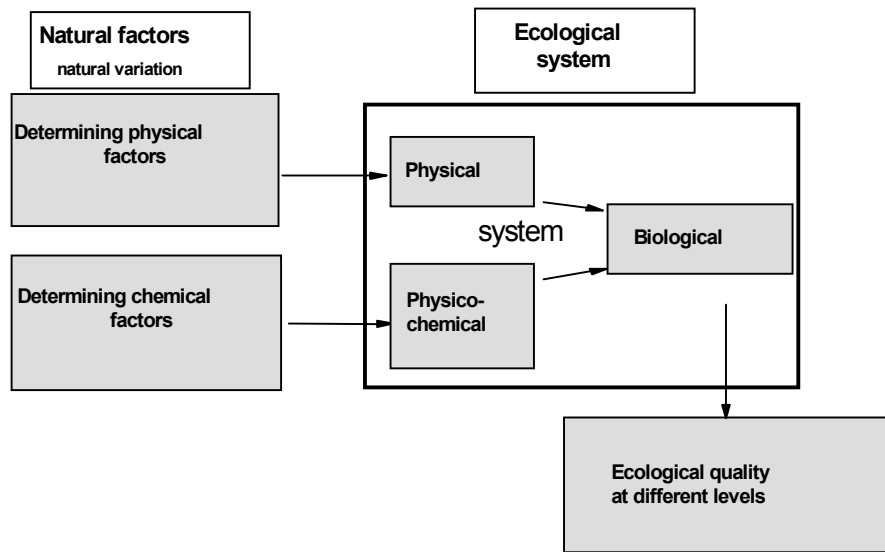 Natural factors
natural variation
Ecological
system
Determining physical
factors
Physical
system
Biological
Determining chemical
factors
Physico-
chemical
Ecological quality
at different levels